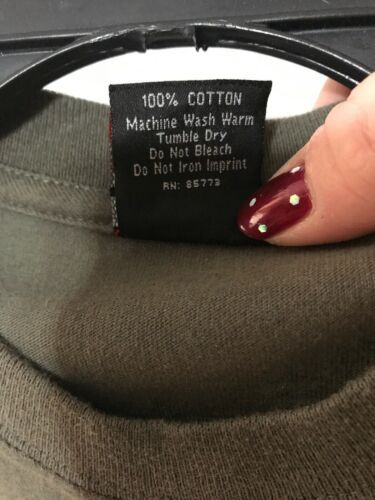 100% COTTON
Machine Wash Warm
Tumble Dry
Do Not Bleach
Do Not Iron Imprint
RN: 85773